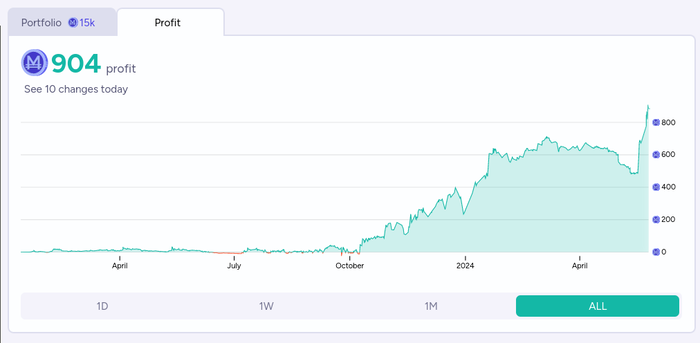 Portfolio 15k Profit
904 profit
See 10 changes today
800
600
400
200
0
April July October 2024 April
1D 1W 1M ALL